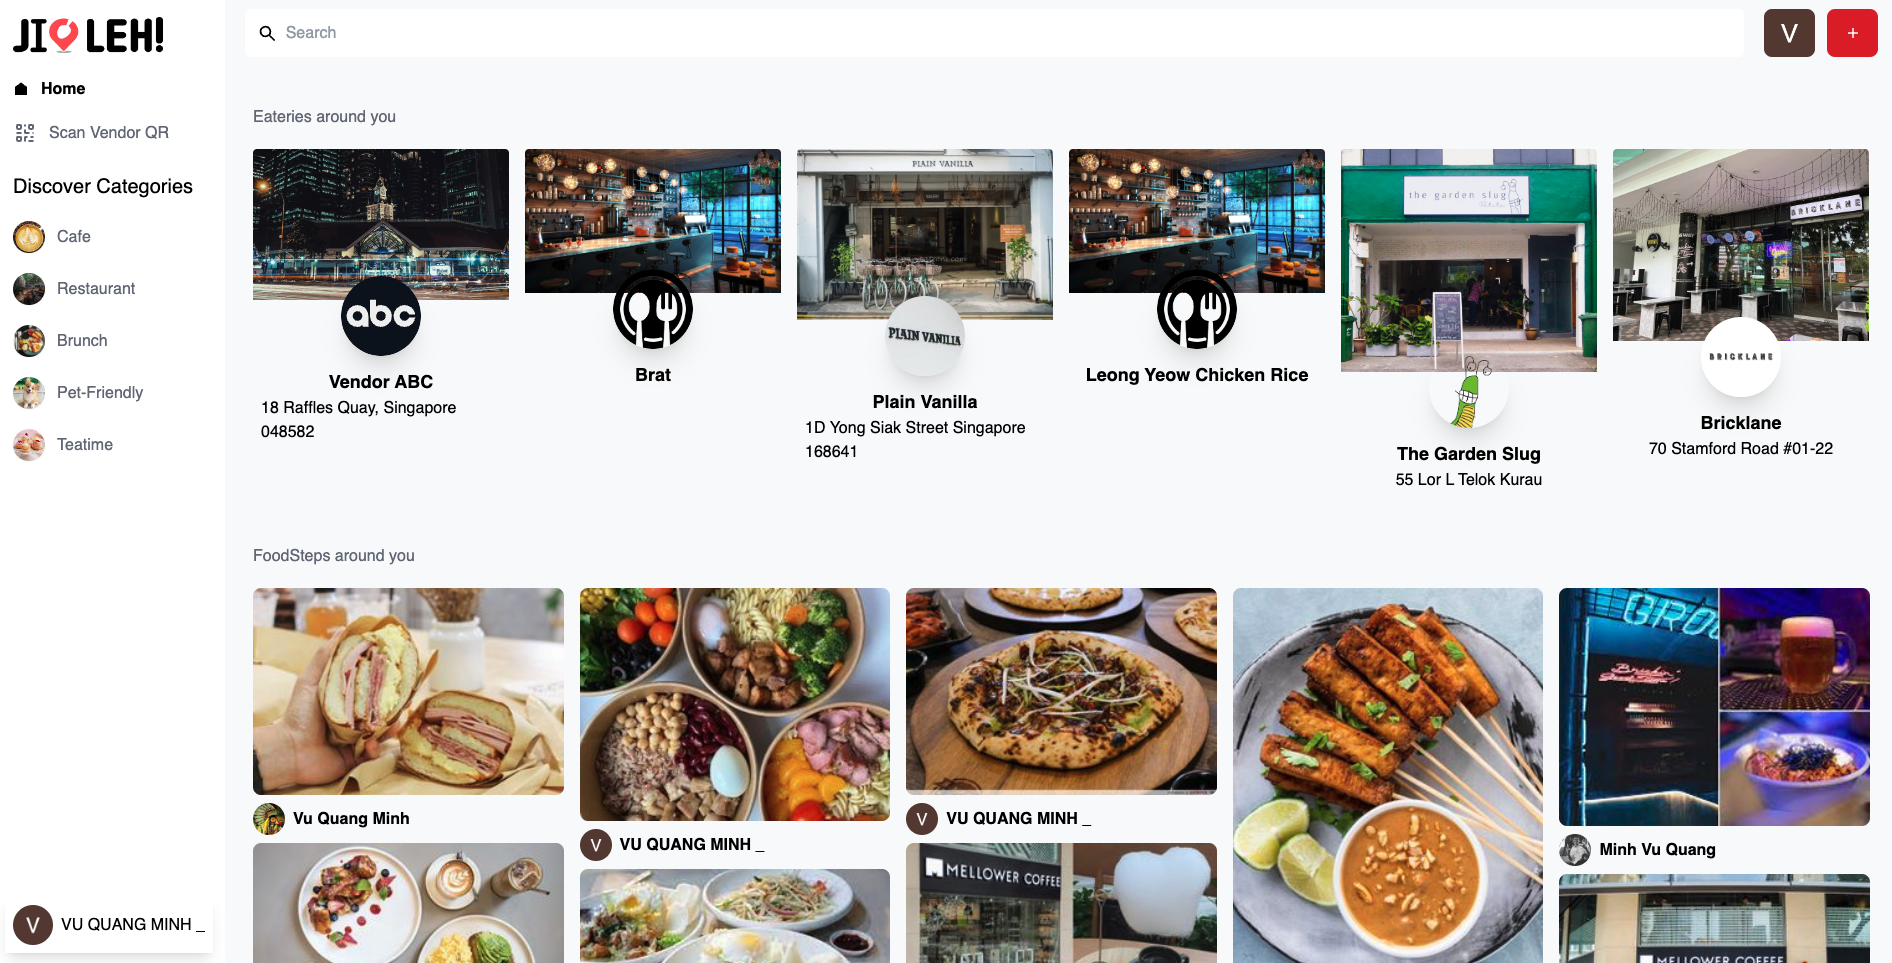 JIO LEH!
Search
V
+
Home
Scan Vendor QR
Discover Categories
Cafe
Restaurant
Brunch
Pet-Friendly
Teatime
V VU QUANG MINH _
Eateries around you
abc
Vendor ABC
18 Raffles Quay, Singapore
048582
Brat
PLAIN VANILLA
PLAIN VANILLA
Plain Vanilla
1D Yong Siak Street Singapore
168641
Leong Yeow Chicken Rice
the garden slug
The Garden Slug
55 Lor L Telok Kurau
BRICKLANE
BRICKLANE
Bricklane
70 Stamford Road #01-22
FoodSteps around you
Vu Quang Minh
V VU QUANG MINH _
V VU QUANG MINH _
MELLOWER COFFEE
Minh Vu Quang
MELLOWER COFFEE